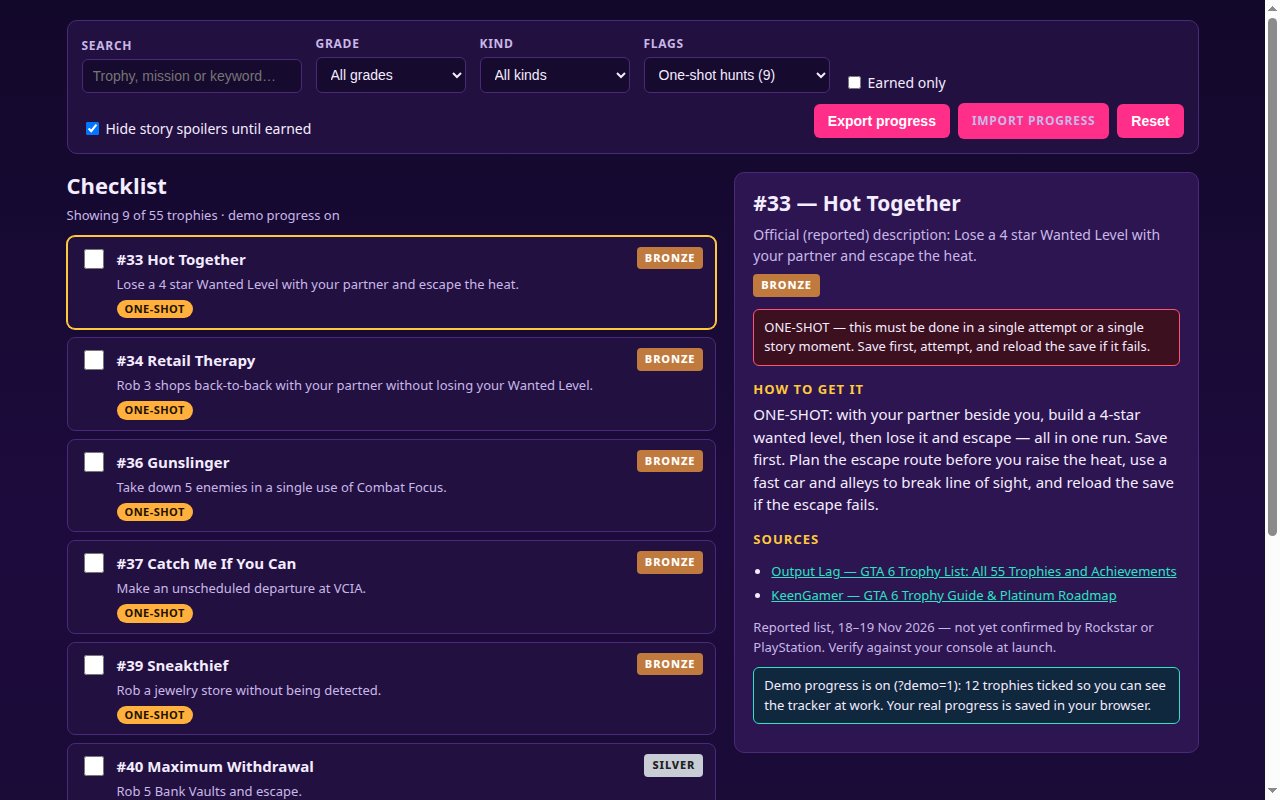 SEARCH
GRADE
KIND
FLAGS
Trophy, mission or keyword…
All grades
All kinds
One-shot hunts (9)
Earned only
Hide story spoilers until earned
Export progress
IMPORT PROGRESS
Reset
Checklist
Showing 9 of 55 trophies · demo progress on
#33 Hot Together
BRONZE
Lose a 4 star Wanted Level with your partner and escape the heat.
ONE-SHOT
#34 Retail Therapy
BRONZE
Rob 3 shops back-to-back with your partner without losing your Wanted Level.
ONE-SHOT
#36 Gunslinger
BRONZE
Take down 5 enemies in a single use of Combat Focus.
ONE-SHOT
#37 Catch Me If You Can
BRONZE
Make an unscheduled departure at VCIA.
ONE-SHOT
#39 Sneakthief
BRONZE
Rob a jewelry store without being detected.
ONE-SHOT
#40 Maximum Withdrawal
SILVER
Rob 5 Bank Vaults and escape.
#33 — Hot Together
Official (reported) description: Lose a 4 star Wanted Level with
your partner and escape the heat.
BRONZE
ONE-SHOT — this must be done in a single attempt or a single
story moment. Save first, attempt, and reload the save if it fails.
HOW TO GET IT
ONE-SHOT: with your partner beside you, build a 4-star
wanted level, then lose it and escape — all in one run. Save
first. Plan the escape route before you raise the heat, use a
fast car and alleys to break line of sight, and reload the save
if the escape fails.
SOURCES
Output Lag — GTA 6 Trophy List: All 55 Trophies and Achievements
KeenGamer — GTA 6 Trophy Guide & Platinum Roadmap
Reported list, 18–19 Nov 2026 — not yet confirmed by Rockstar or
PlayStation. Verify against your console at launch.
Demo progress is on (?demo=1): 12 trophies ticked so you can see
the tracker at work. Your real progress is saved in your browser.